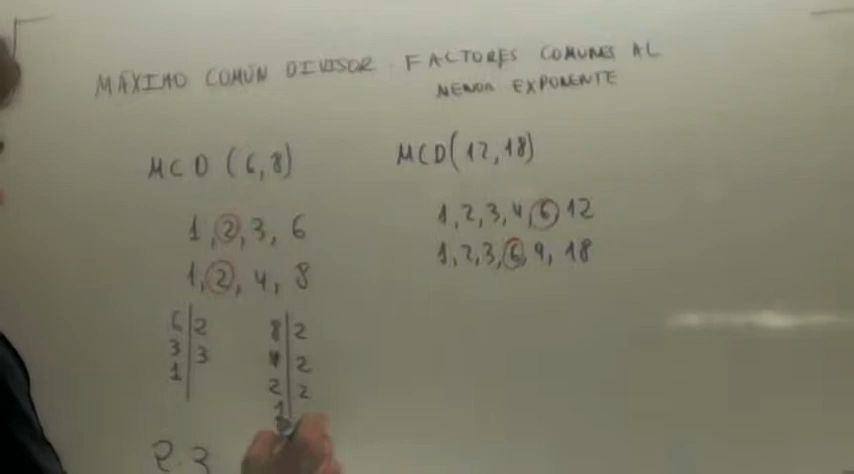 MÁXIMO COMÚN DIVISOR. FACTORES COMUNES AL
MENOR EXPONENTE
MCD (6,8)
1, 2, 3, 6
1, 2, 4, 8
6 | 2
3 | 3
1 |
8 | 2
4 | 2
2 | 2
1 |
2.3
MCD(12,18)
1, 2, 3, 4, 6, 12
1, 2, 3, 6, 9, 18